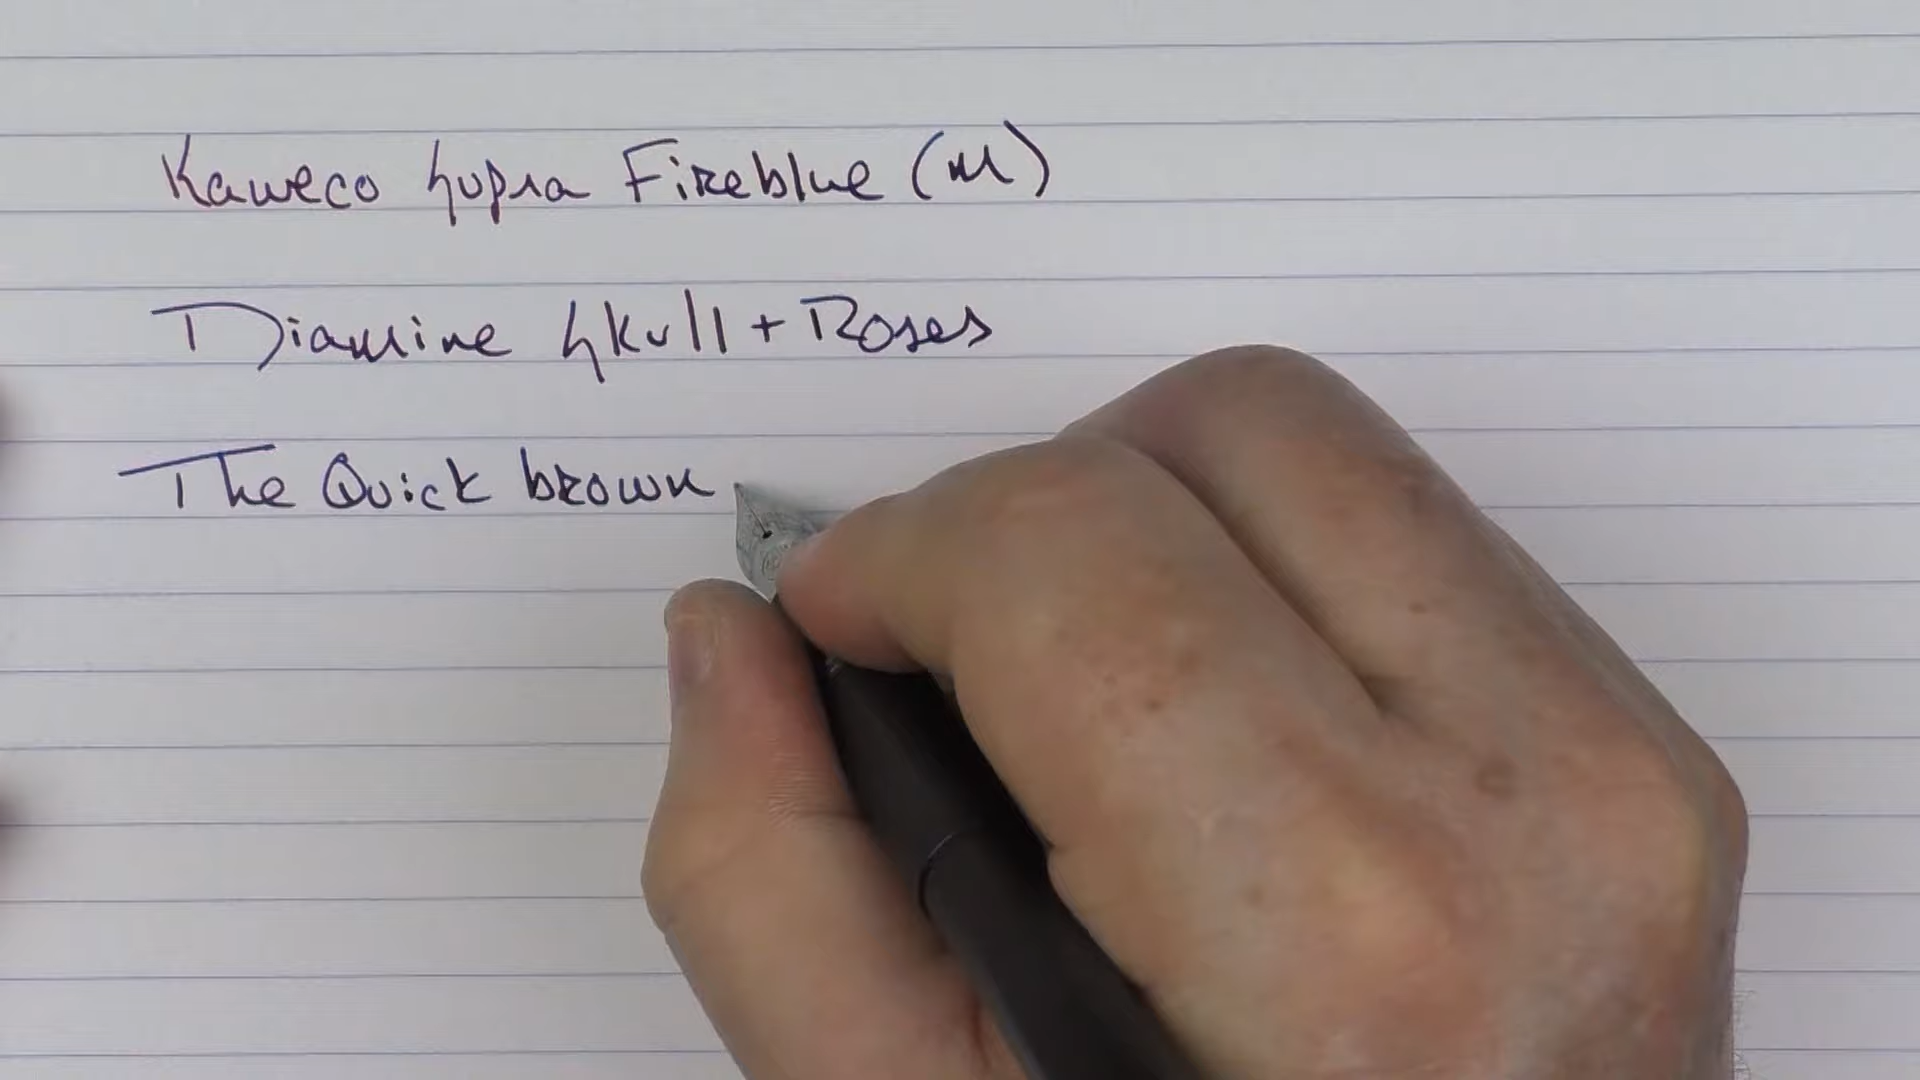 Kaweco Supra Fireblue (M)
Diamine Skull + Roses
The Quick brown